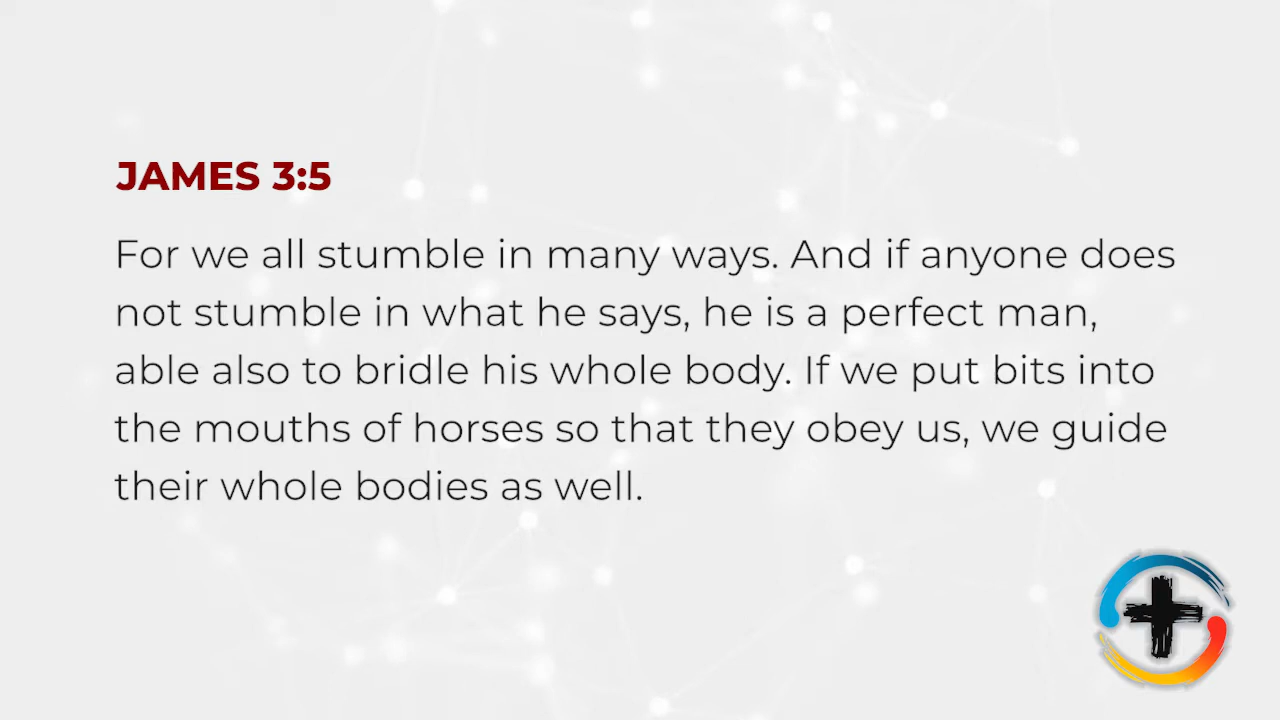 JAMES 3:5
For we all stumble in many ways. And if anyone does
not stumble in what he says, he is a perfect man,
able also to bridle his whole body. If we put bits into
the mouths of horses so that they obey us, we guide
their whole bodies as well.